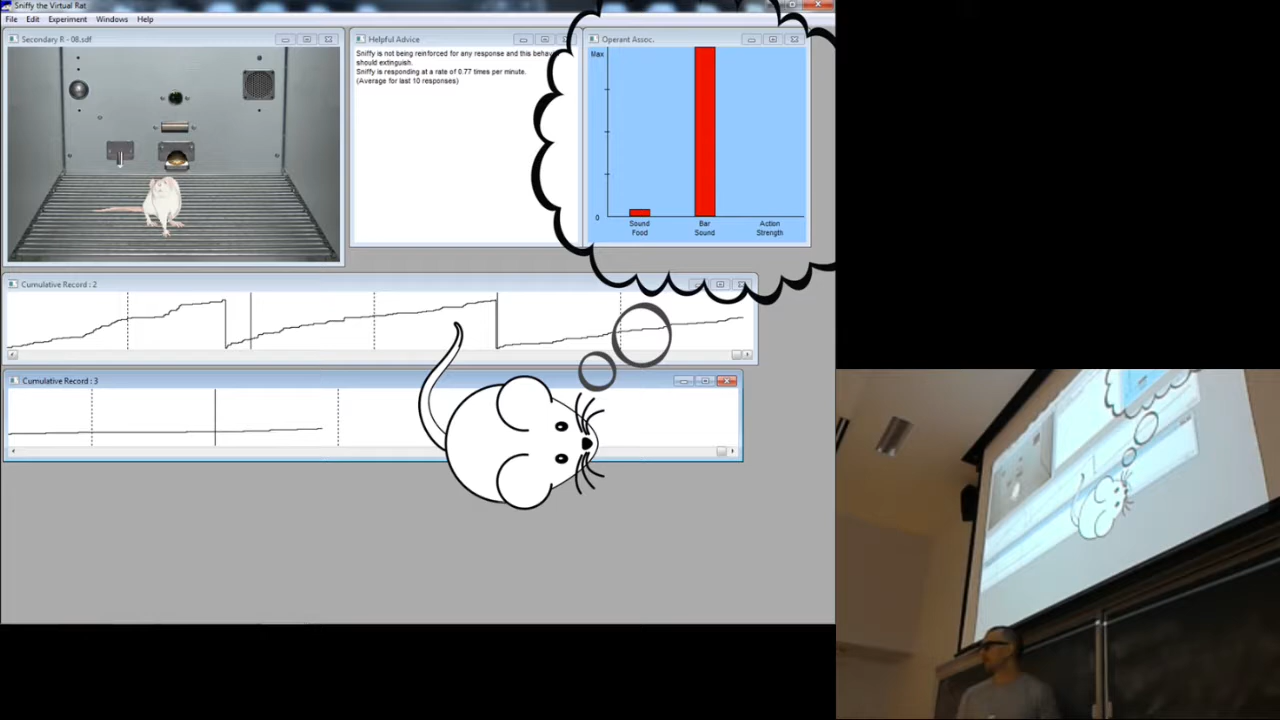 Sniffy the Virtual Rat
File Edit Experiment Windows Help
Secondary R - 08.sdf
Helpful Advice
Sniffy is not being reinforced for any response and this
should extinguish.
Sniffy is responding at a rate of 0.77 times per minute.
(Average for last 10 responses)
Operant Assoc.
Max
0
Sound
Food
Bar
Sound
Action
Strength
Cumulative Record : 2
Cumulative Record : 3